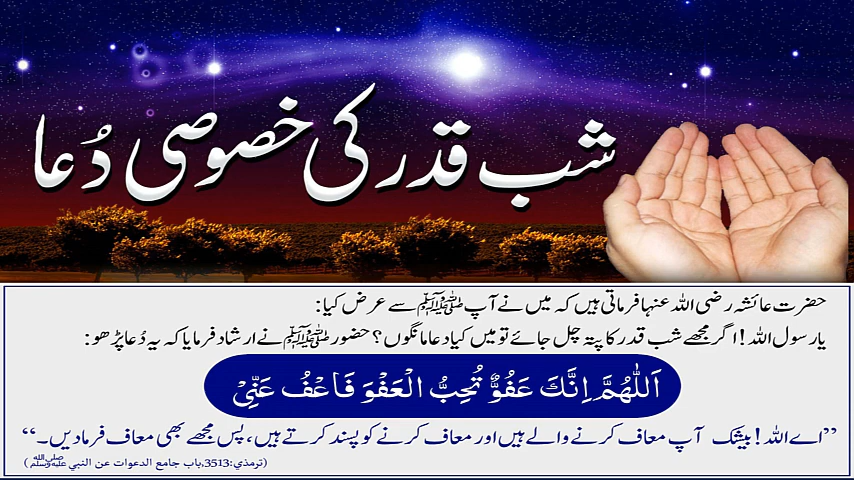 شب قدر کی خصوصی دُعا
حضرت عائشہ رضی اللہ عنہا فرماتی ہیں کہ میں نے آپ ﷺ سے عرض کیا:
یارسول اللہ! اگر مجھے شب قدر کا پتہ چل جائے تو میں کیا دعا مانگوں؟ حضور ﷺ نے ارشاد فرمایا کہ یہ دُعا پڑھو:
اَللّٰهُمَّ اِنَّكَ عَفُوٌّ تُحِبُّ الْعَفْوَ فَاعْفُ عَنِّىْ
”اے اللہ! بیشک آپ معاف کرنے والے ہیں اور معاف کرنے کو پسند کرتے ہیں، پس مجھے بھی معاف فرمادیں۔“
(ترمذي:3513،باب جامع الدعوات عن النبي ﷺ)